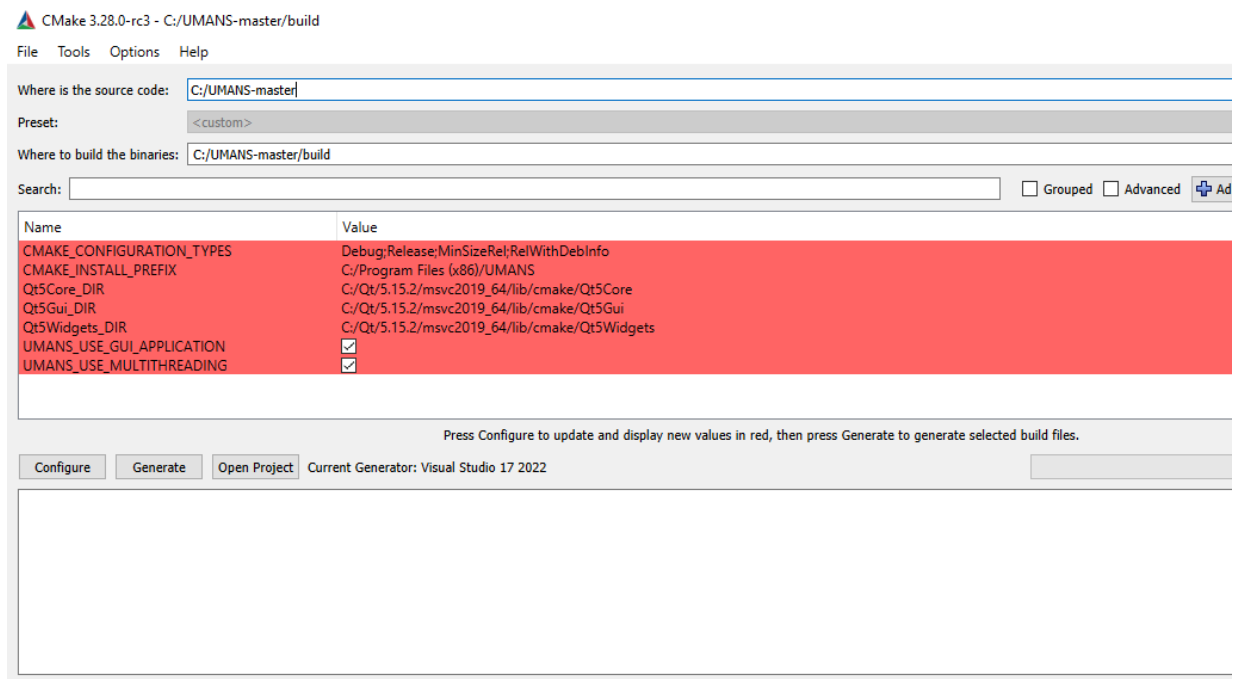 CMake 3.28.0-rc3 - C:/UMANS-master/build
File Tools Options Help
Where is the source code: C:/UMANS-master
Preset: <custom>
Where to build the binaries: C:/UMANS-master/build
Search: Grouped Advanced Ad
Name Value
CMAKE_CONFIGURATION_TYPES Debug;Release;MinSizeRel;RelWithDebInfo
CMAKE_INSTALL_PREFIX C:/Program Files (x86)/UMANS
Qt5Core_DIR C:/Qt/5.15.2/msvc2019_64/lib/cmake/Qt5Core
Qt5Gui_DIR C:/Qt/5.15.2/msvc2019_64/lib/cmake/Qt5Gui
Qt5Widgets_DIR C:/Qt/5.15.2/msvc2019_64/lib/cmake/Qt5Widgets
UMANS_USE_GUI_APPLICATION
UMANS_USE_MULTITHREADING
Press Configure to update and display new values in red, then press Generate to generate selected build files.
Configure Generate Open Project Current Generator: Visual Studio 17 2022